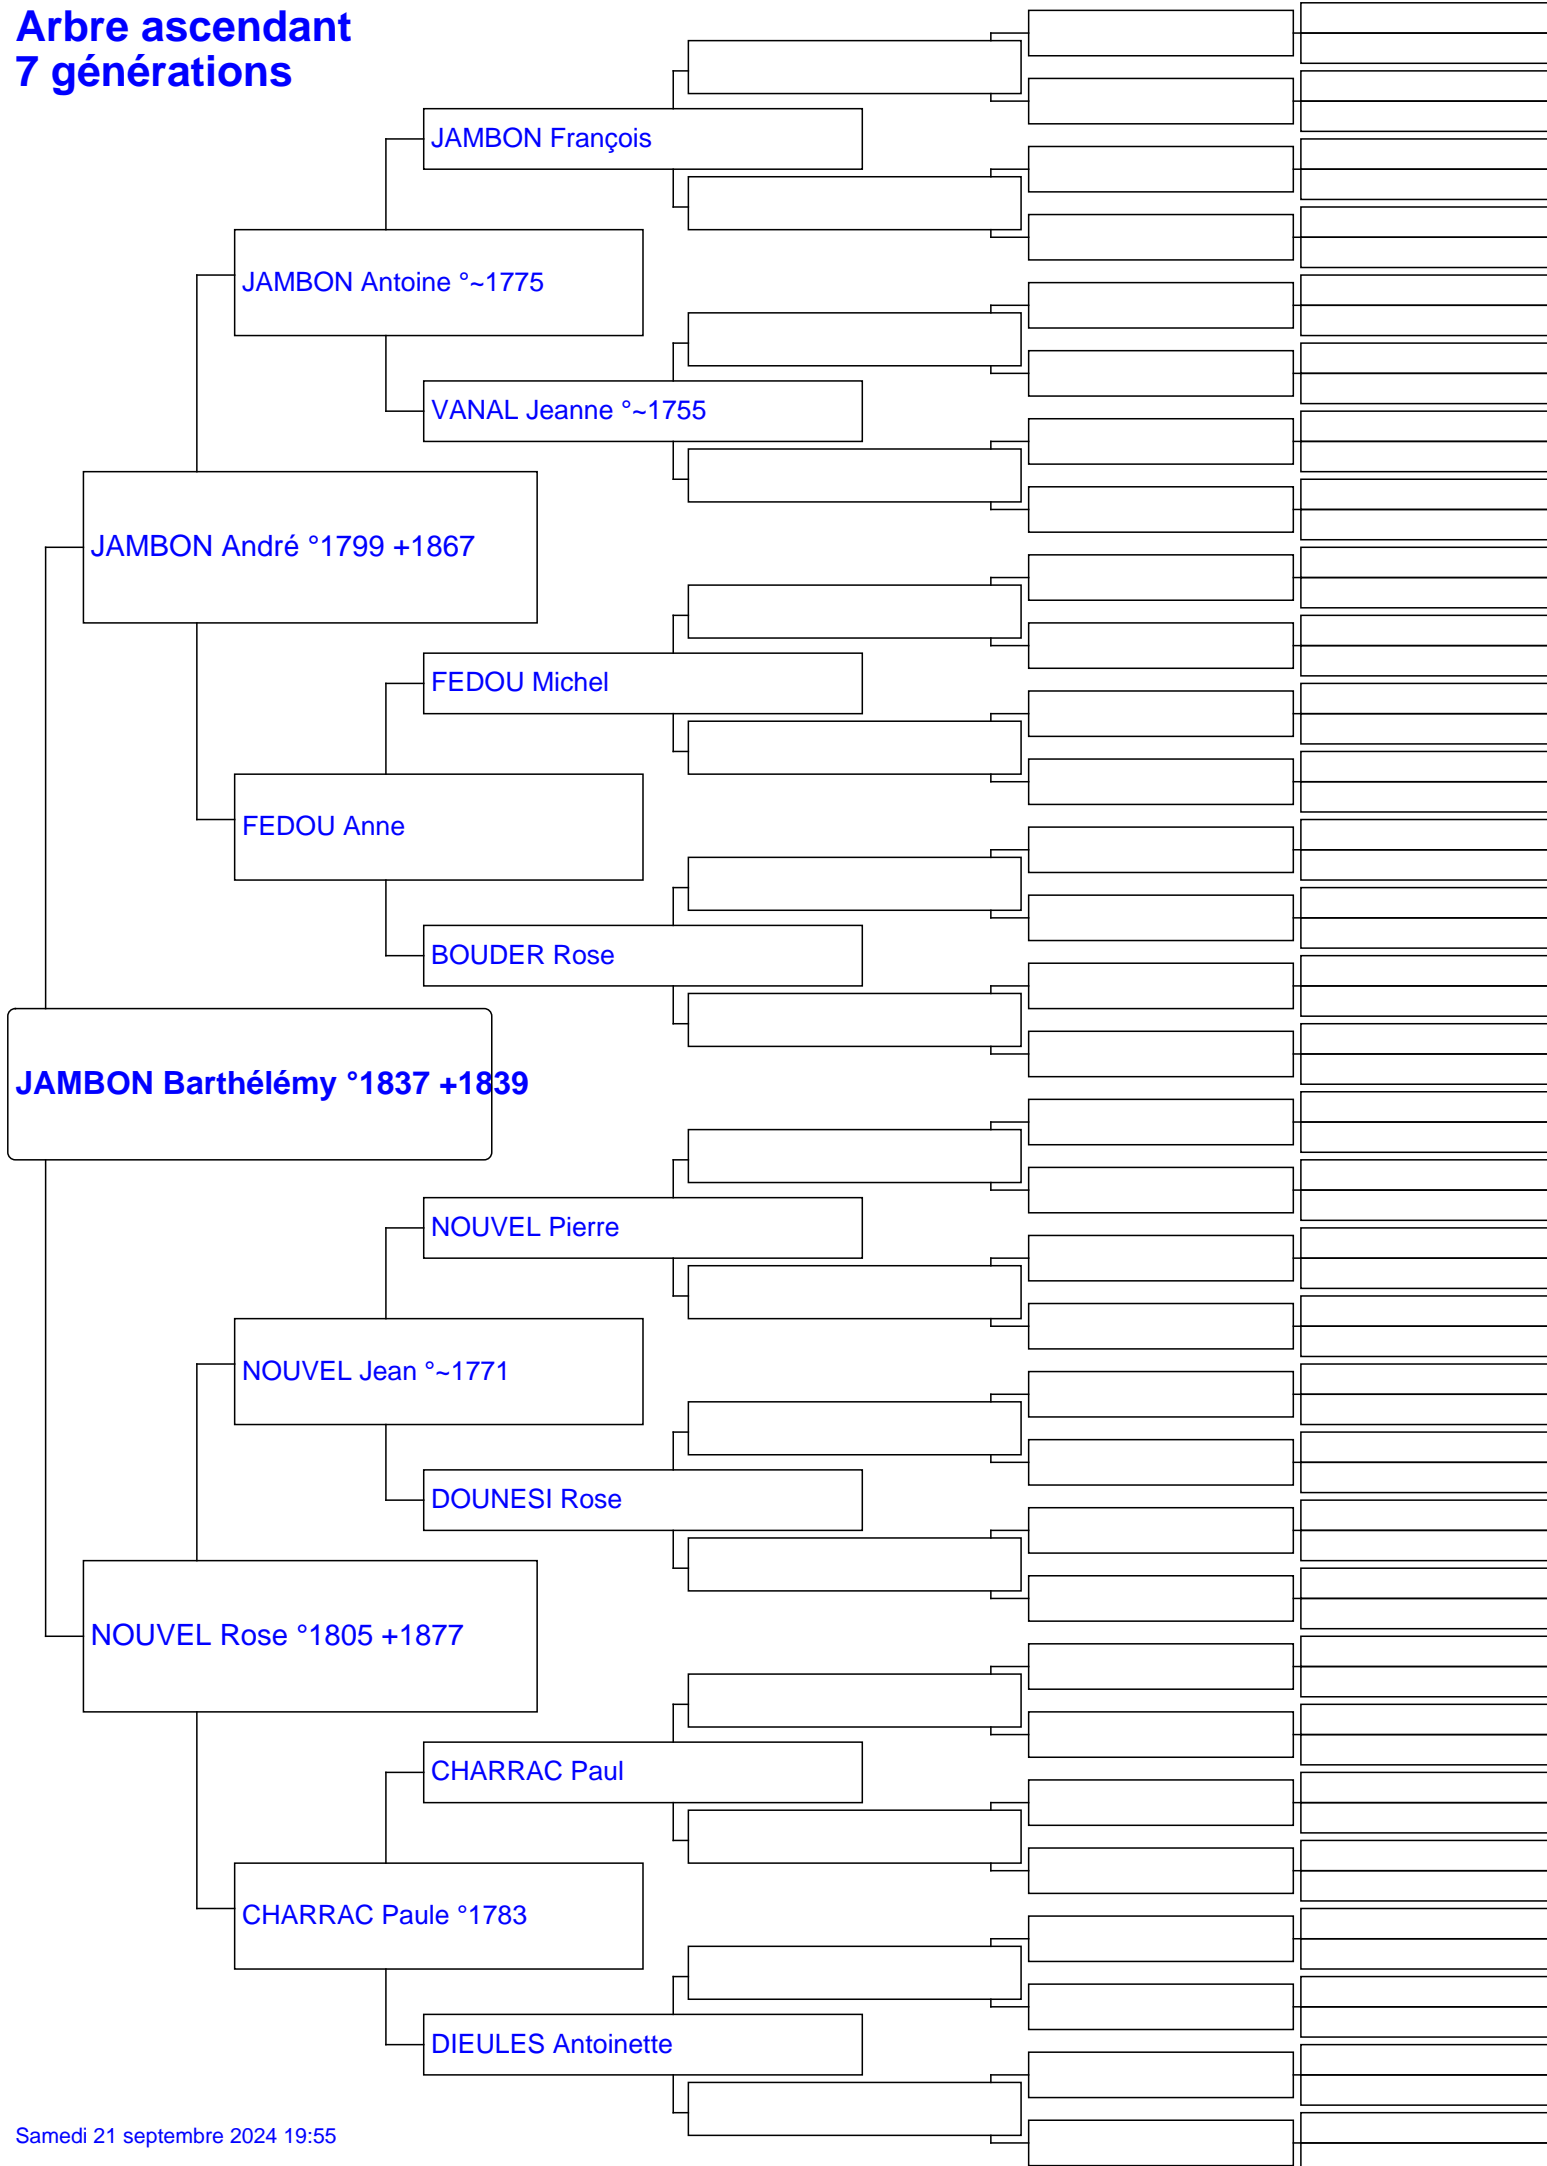 Arbre ascendant
7 générations
JAMBON François
JAMBON Antoine °~1775
VANAL Jeanne °~1755
JAMBON André °1799 +1867
FEDOU Michel
FEDOU Anne
BOUDER Rose
JAMBON Barthélémy °1837 +1839
NOUVEL Pierre
NOUVEL Jean °~1771
DOUNESI Rose
NOUVEL Rose °1805 +1877
CHARRAC Paul
CHARRAC Paule °1783
DIEULES Antoinette
Samedi 21 septembre 2024 19:55